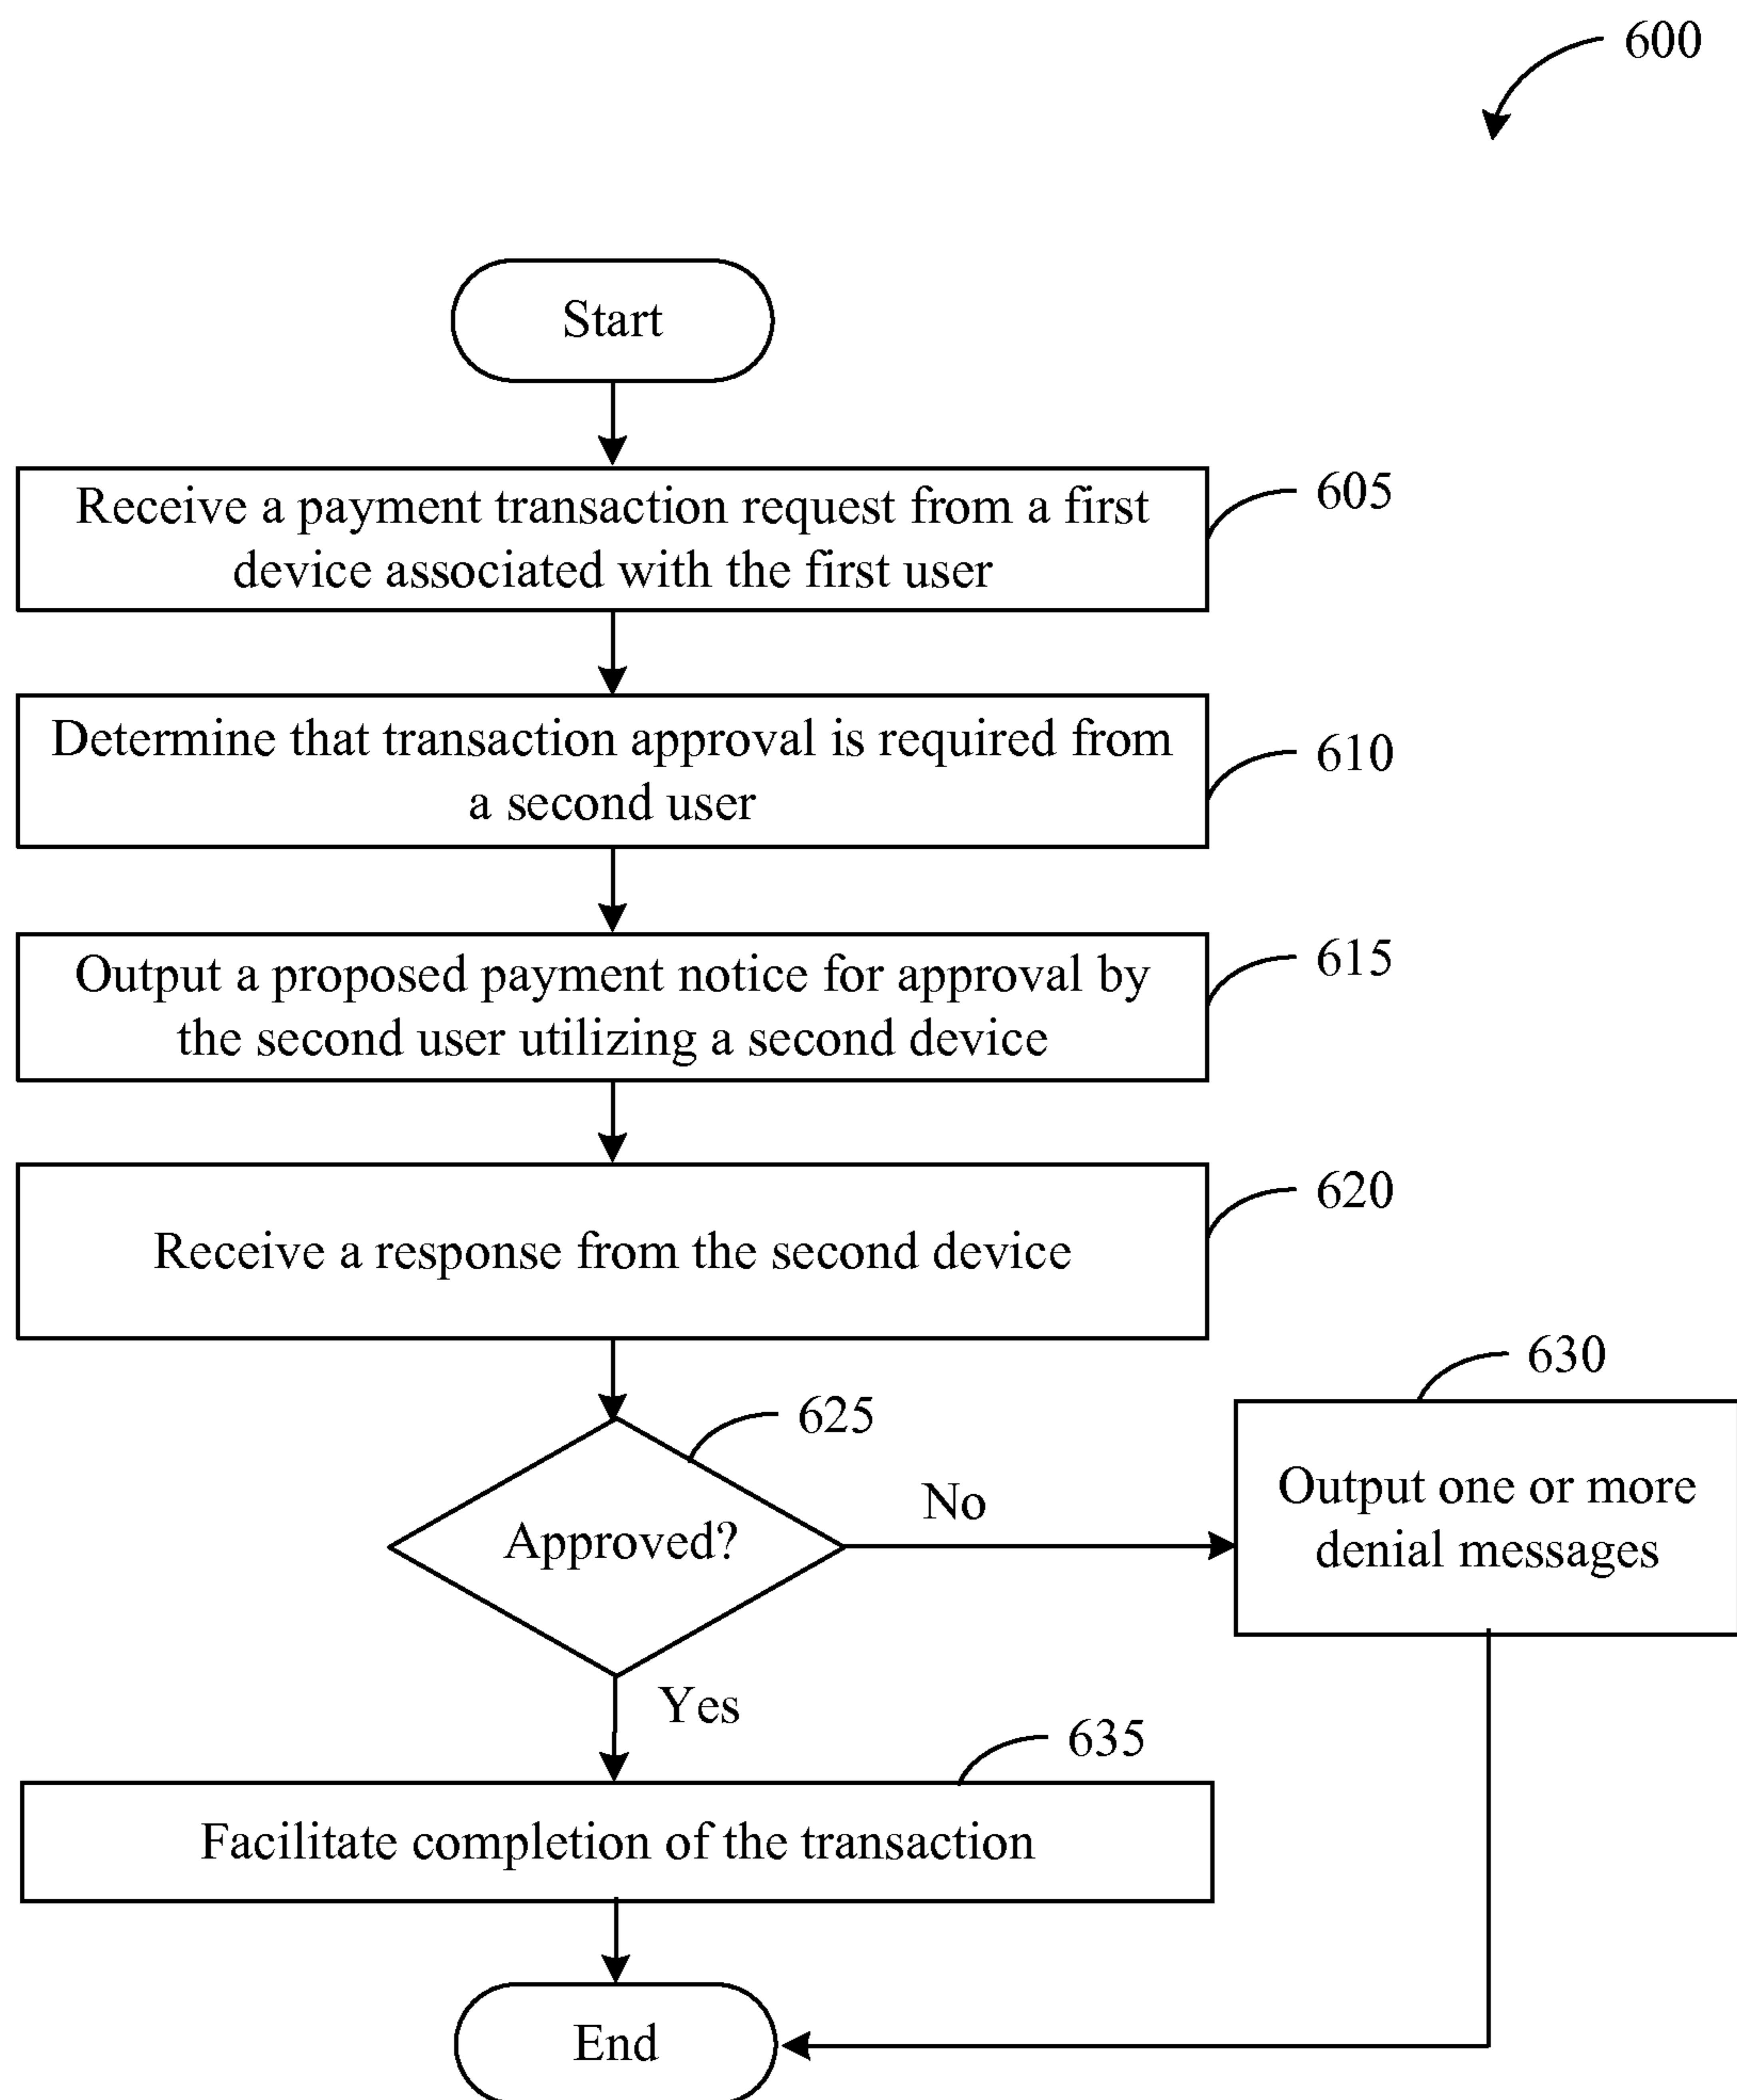 600
Start
Receive a payment transaction request from a first
device associated with the first user
605
Determine that transaction approval is required from
a second user
610
Output a proposed payment notice for approval by
the second user utilizing a second device
615
Receive a response from the second device
620
625
Approved?
No
630
Output one or more
denial messages
Yes
635
Facilitate completion of the transaction
End